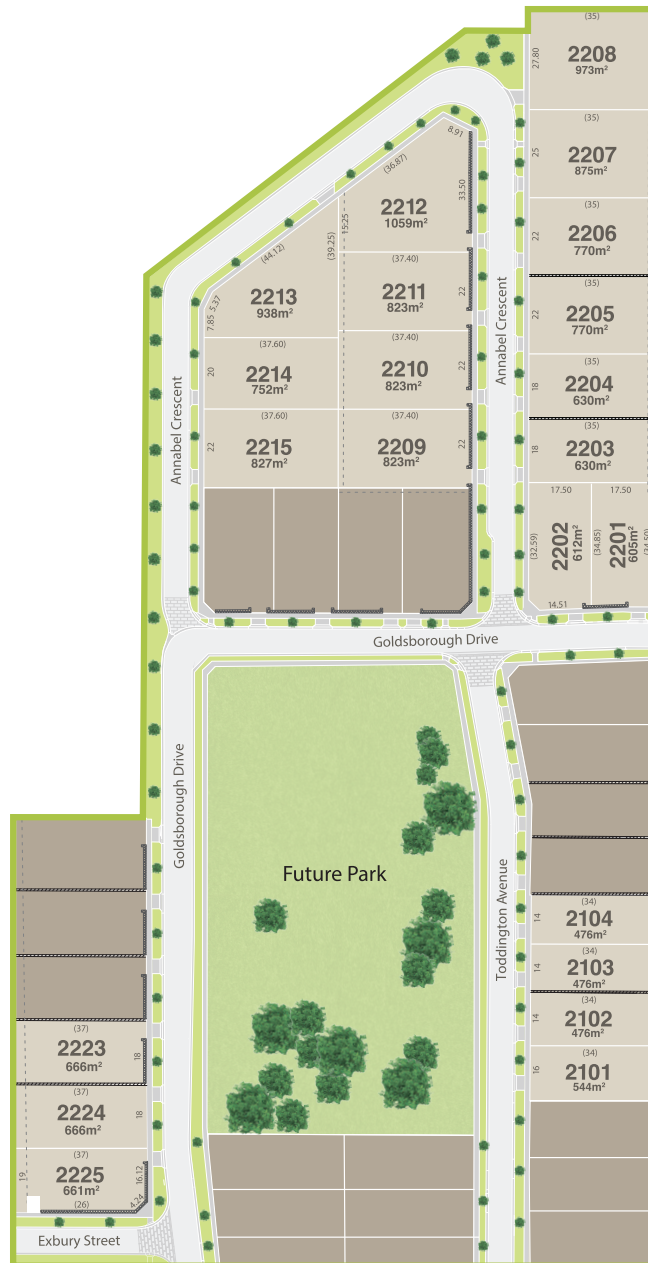 (35)
27.80
2208
973m²
(35)
25
2207
875m²
(35)
22
2206
770m²
(35)
22
2205
770m²
(35)
18
2204
630m²
(35)
18
2203
630m²
17.50
17.50
(32.59)
2202
612m²
(34.85)
2201
605m²
(34.50)
14.51
8.91
(36.87)
33.50
2212
1059m²
15.25
(39.25)
(44.12)
5.37
7.85
2213
938m²
(37.40)
2211
823m²
22
(37.60)
20
2214
752m²
(37.40)
2210
823m²
22
(37.60)
22
2215
827m²
(37.40)
2209
823m²
22
Annabel Crescent
Annabel Crescent
Goldsborough Drive
Goldsborough Drive
Future Park
Toddington Avenue
(34)
14
2104
476m²
(34)
14
2103
476m²
(34)
14
2102
476m²
(34)
16
2101
544m²
(37)
2223
666m²
18
(37)
2224
666m²
18
(37)
2225
661m²
19
16.12
4.24
(26)
Exbury Street